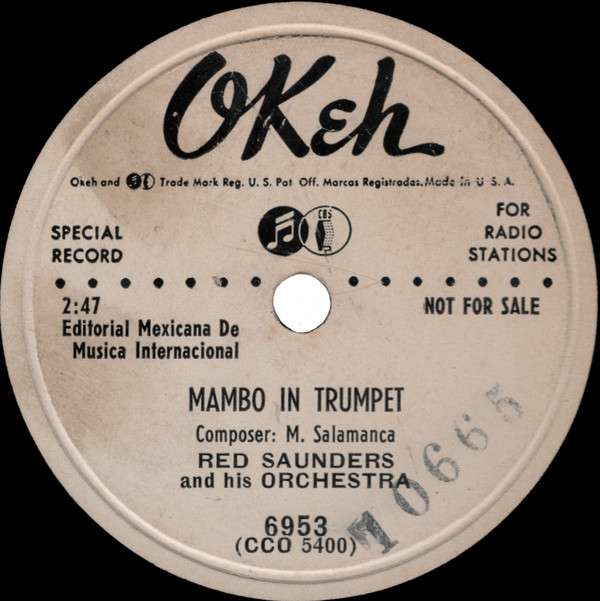 OKeh
Okeh and Trade Mark Reg. U. S. Pat. Off. Marcas Registradas. Made in U S. A.
CBS
SPECIAL
RECORD
FOR
RADIO
STATIONS
2:47
Editorial Mexicana De
Musica Internacional
NOT FOR SALE
MAMBO IN TRUMPET
Composer: M. Salamanca
RED SAUNDERS
and his ORCHESTRA
6953
(CCO 5400)
70665